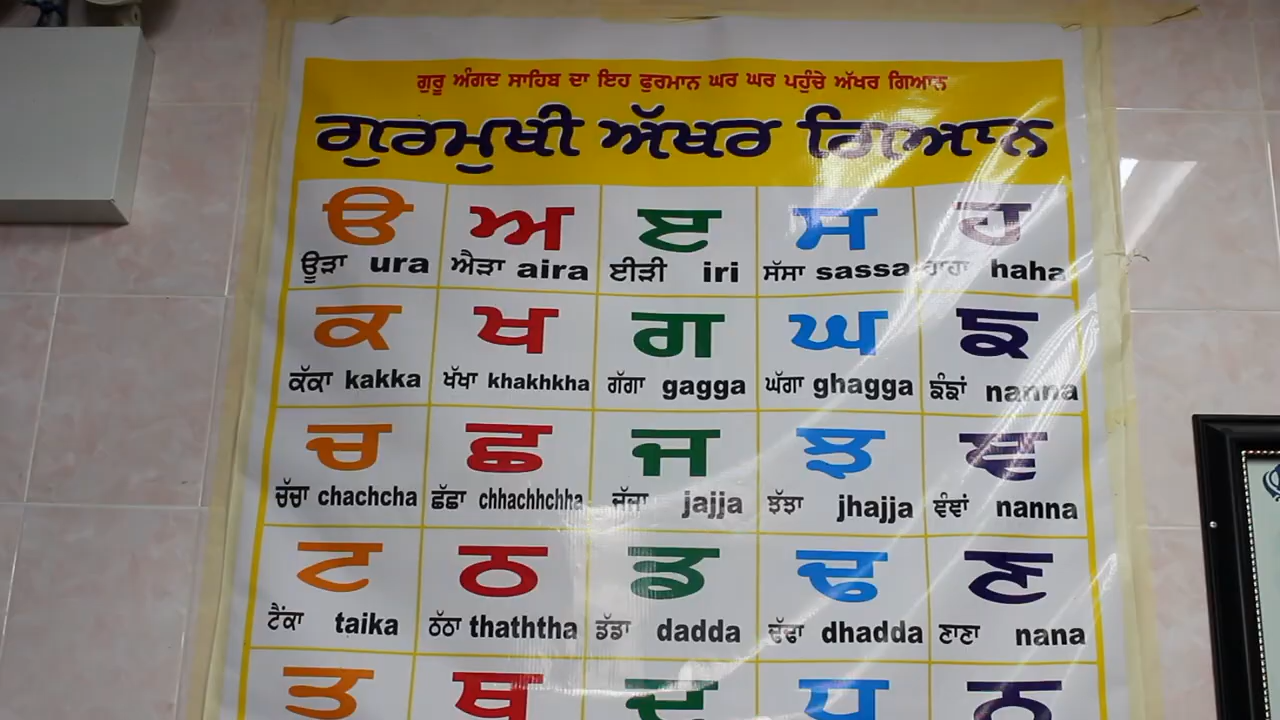 ਗੁਰੂ ਅੰਗਦ ਸਾਹਿਬ ਦਾ ਇਹ ਫੁਰਮਾਨ ਘਰ ਘਰ ਪਹੁੰਚੇ ਅੱਖਰ ਗਿਆਨ
ਗੁਰਮੁਖੀ ਅੱਖਰ ਗਿਆਨ
ੳ ਅ ੲ ਸ ਹ
ਊੜਾ ura ਐੜਾ aira ਈੜੀ iri ਸੱਸਾ sassa ਹਾਹਾ haha
ਕ ਖ ਗ ਘ ਙ
ਕੱਕਾ kakka ਖੱਖਾ khakhkha ਗੱਗਾ gagga ਘੱਗਾ ghagga ਙੰਙਾਂ nanna
ਚ ਛ ਜ ਝ ਞ
ਚੱਚਾ chachcha ਛੱਛਾ chhachhchha ਜੱਜਾ jajja ਝੱਝਾ jhajja ਞੰਞਾਂ nanna
ਟ ਠ ਡ ਢ ਣ
ਟੈਂਕਾ taika ਠੱਠਾ thaththa ਡੱਡਾ dadda ਢੱਢਾ dhadda ਣਾਣਾ nana
ਤ ਥ ਦ ਧ ਨ